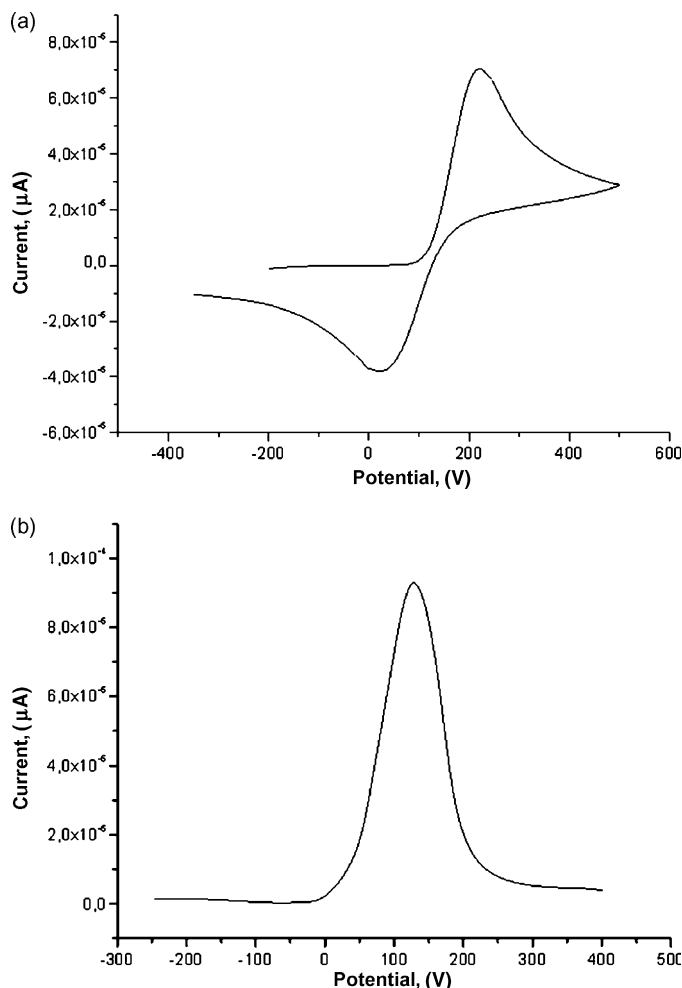 (a)
8,0x10⁻⁶
6,0x10⁻⁶
4,0x10⁻⁶
2,0x10⁻⁶
0,0
-2,0x10⁻⁶
-4,0x10⁻⁶
-6,0x10⁻⁶
Current, (μA)
-400 -200 0 200 400 600
Potential, (V)
(b)
1,0x10⁻⁴
8,0x10⁻⁵
6,0x10⁻⁵
4,0x10⁻⁵
2,0x10⁻⁵
0,0
Current, (μA)
-300 -200 -100 0 100 200 300 400 500
Potential, (V)